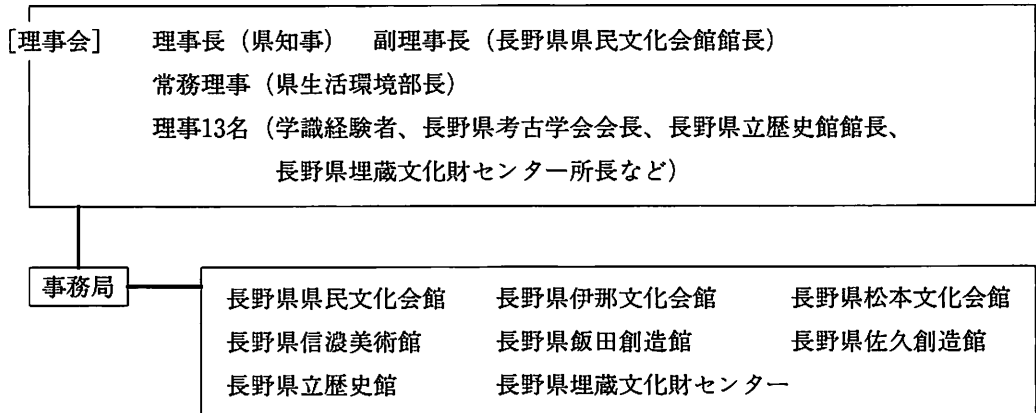 [理事会] 理事長(県知事) 副理事長(長野県県民文化会館館長)
常務理事(県生活環境部長)
理事13名(学識経験者、長野県考古学会会長、長野県立歴史館館長、
長野県埋蔵文化財センター所長など)
事務局
長野県県民文化会館 長野県伊那文化会館 長野県松本文化会館
長野県信濃美術館 長野県飯田創造館 長野県佐久創造館
長野県立歴史館 長野県埋蔵文化財センター